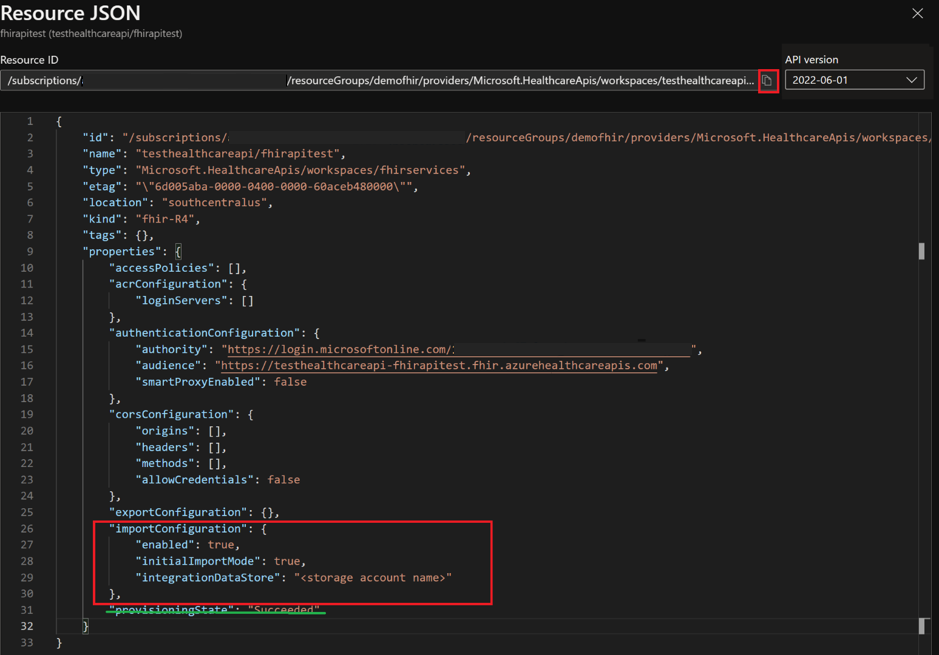 Resource JSON
fhirapitest (testhealthcareapi/fhirapitest)
Resource ID
API version
/subscriptions/ /resourceGroups/demofhir/providers/Microsoft.HealthcareApis/workspaces/testhealthcareapi...
2022-06-01
1 {
2 "id": "/subscriptions/ /resourceGroups/demofhir/providers/Microsoft.HealthcareApis/workspaces/
3 "name": "testhealthcareapi/fhirapitest",
4 "type": "Microsoft.HealthcareApis/workspaces/fhirservices",
5 "etag": "\"6d005aba-0000-0400-0000-60aceb480000\"",
6 "location": "southcentralus",
7 "kind": "fhir-R4",
8 "tags": {},
9 "properties": {
10 "accessPolicies": [],
11 "acrConfiguration": {
12 "loginServers": []
13 },
14 "authenticationConfiguration": {
15 "authority": "https://login.microsoftonline.com/ ",
16 "audience": "https://testhealthcareapi-fhirapitest.fhir.azurehealthcareapis.com",
17 "smartProxyEnabled": false
18 },
19 "corsConfiguration": {
20 "origins": [],
21 "headers": [],
22 "methods": [],
23 "allowCredentials": false
24 },
25 "exportConfiguration": {},
26 "importConfiguration": {
27 "enabled": true,
28 "initialImportMode": true,
29 "integrationDataStore": "<storage account name>"
30 },
31 "provisioningState": "Succeeded"
32 }
33 }